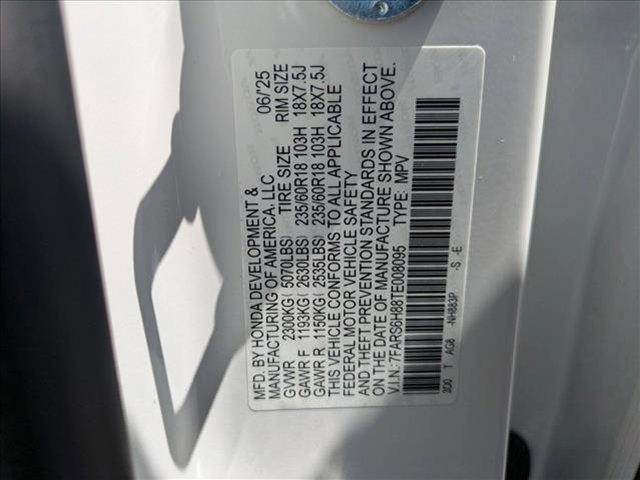 MFD. BY HONDA DEVELOPMENT & 06/25
MANUFACTURING OF AMERICA, LLC
GVWR 2300KG( 5070LBS) TIRE SIZE RIM SIZE
GAWR F 1193KG( 2630LBS) 235/60R18 103H 18X7.5J
GAWR R 1150KG( 2535LBS) 235/60R18 103H 18X7.5J
THIS VEHICLE CONFORMS TO ALL APPLICABLE
FEDERAL MOTOR VEHICLE SAFETY
AND THEFT PREVENTION STANDARDS IN EFFECT
ON THE DATE OF MANUFACTURE SHOWN ABOVE.
V.I.N.: 7FARS6H88TE008095 TYPE: MPV
3D0 T AG8 -NH883P -S -E